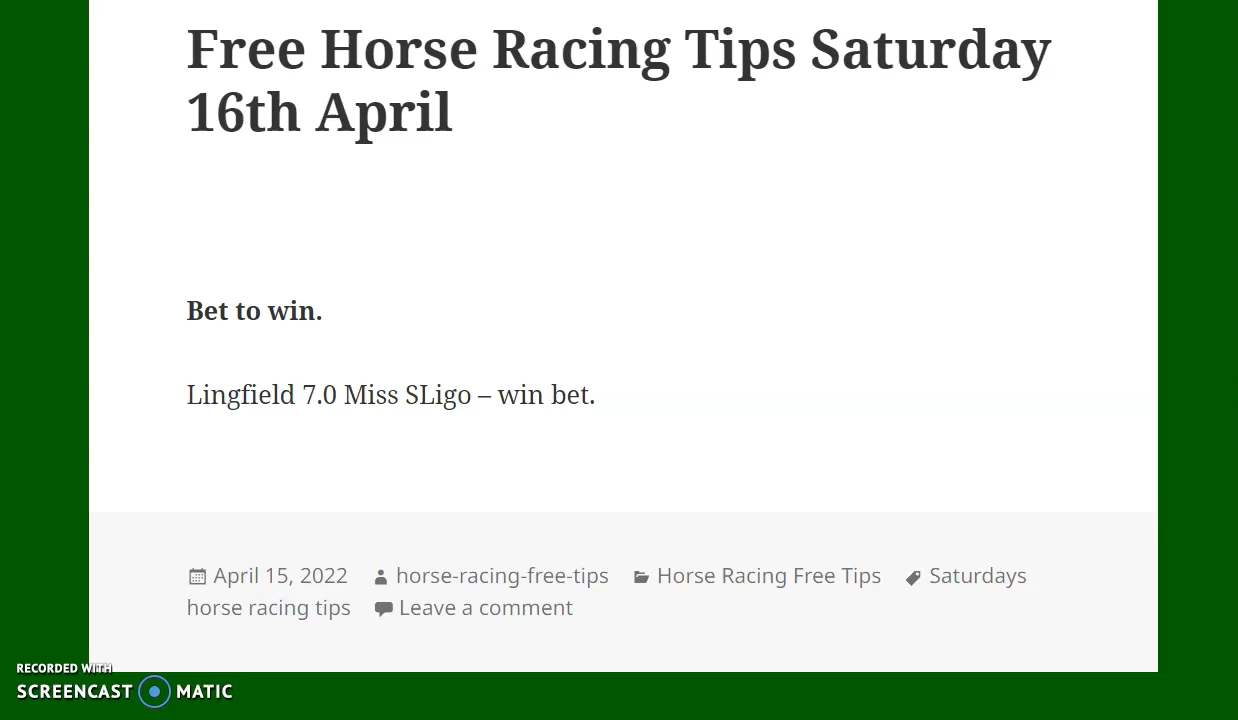 Free Horse Racing Tips Saturday
16th April
Bet to win.
Lingfield 7.0 Miss SLigo – win bet.
April 15, 2022 horse-racing-free-tips Horse Racing Free Tips Saturdays
horse racing tips Leave a comment
RECORDED WITH
SCREENCAST MATIC